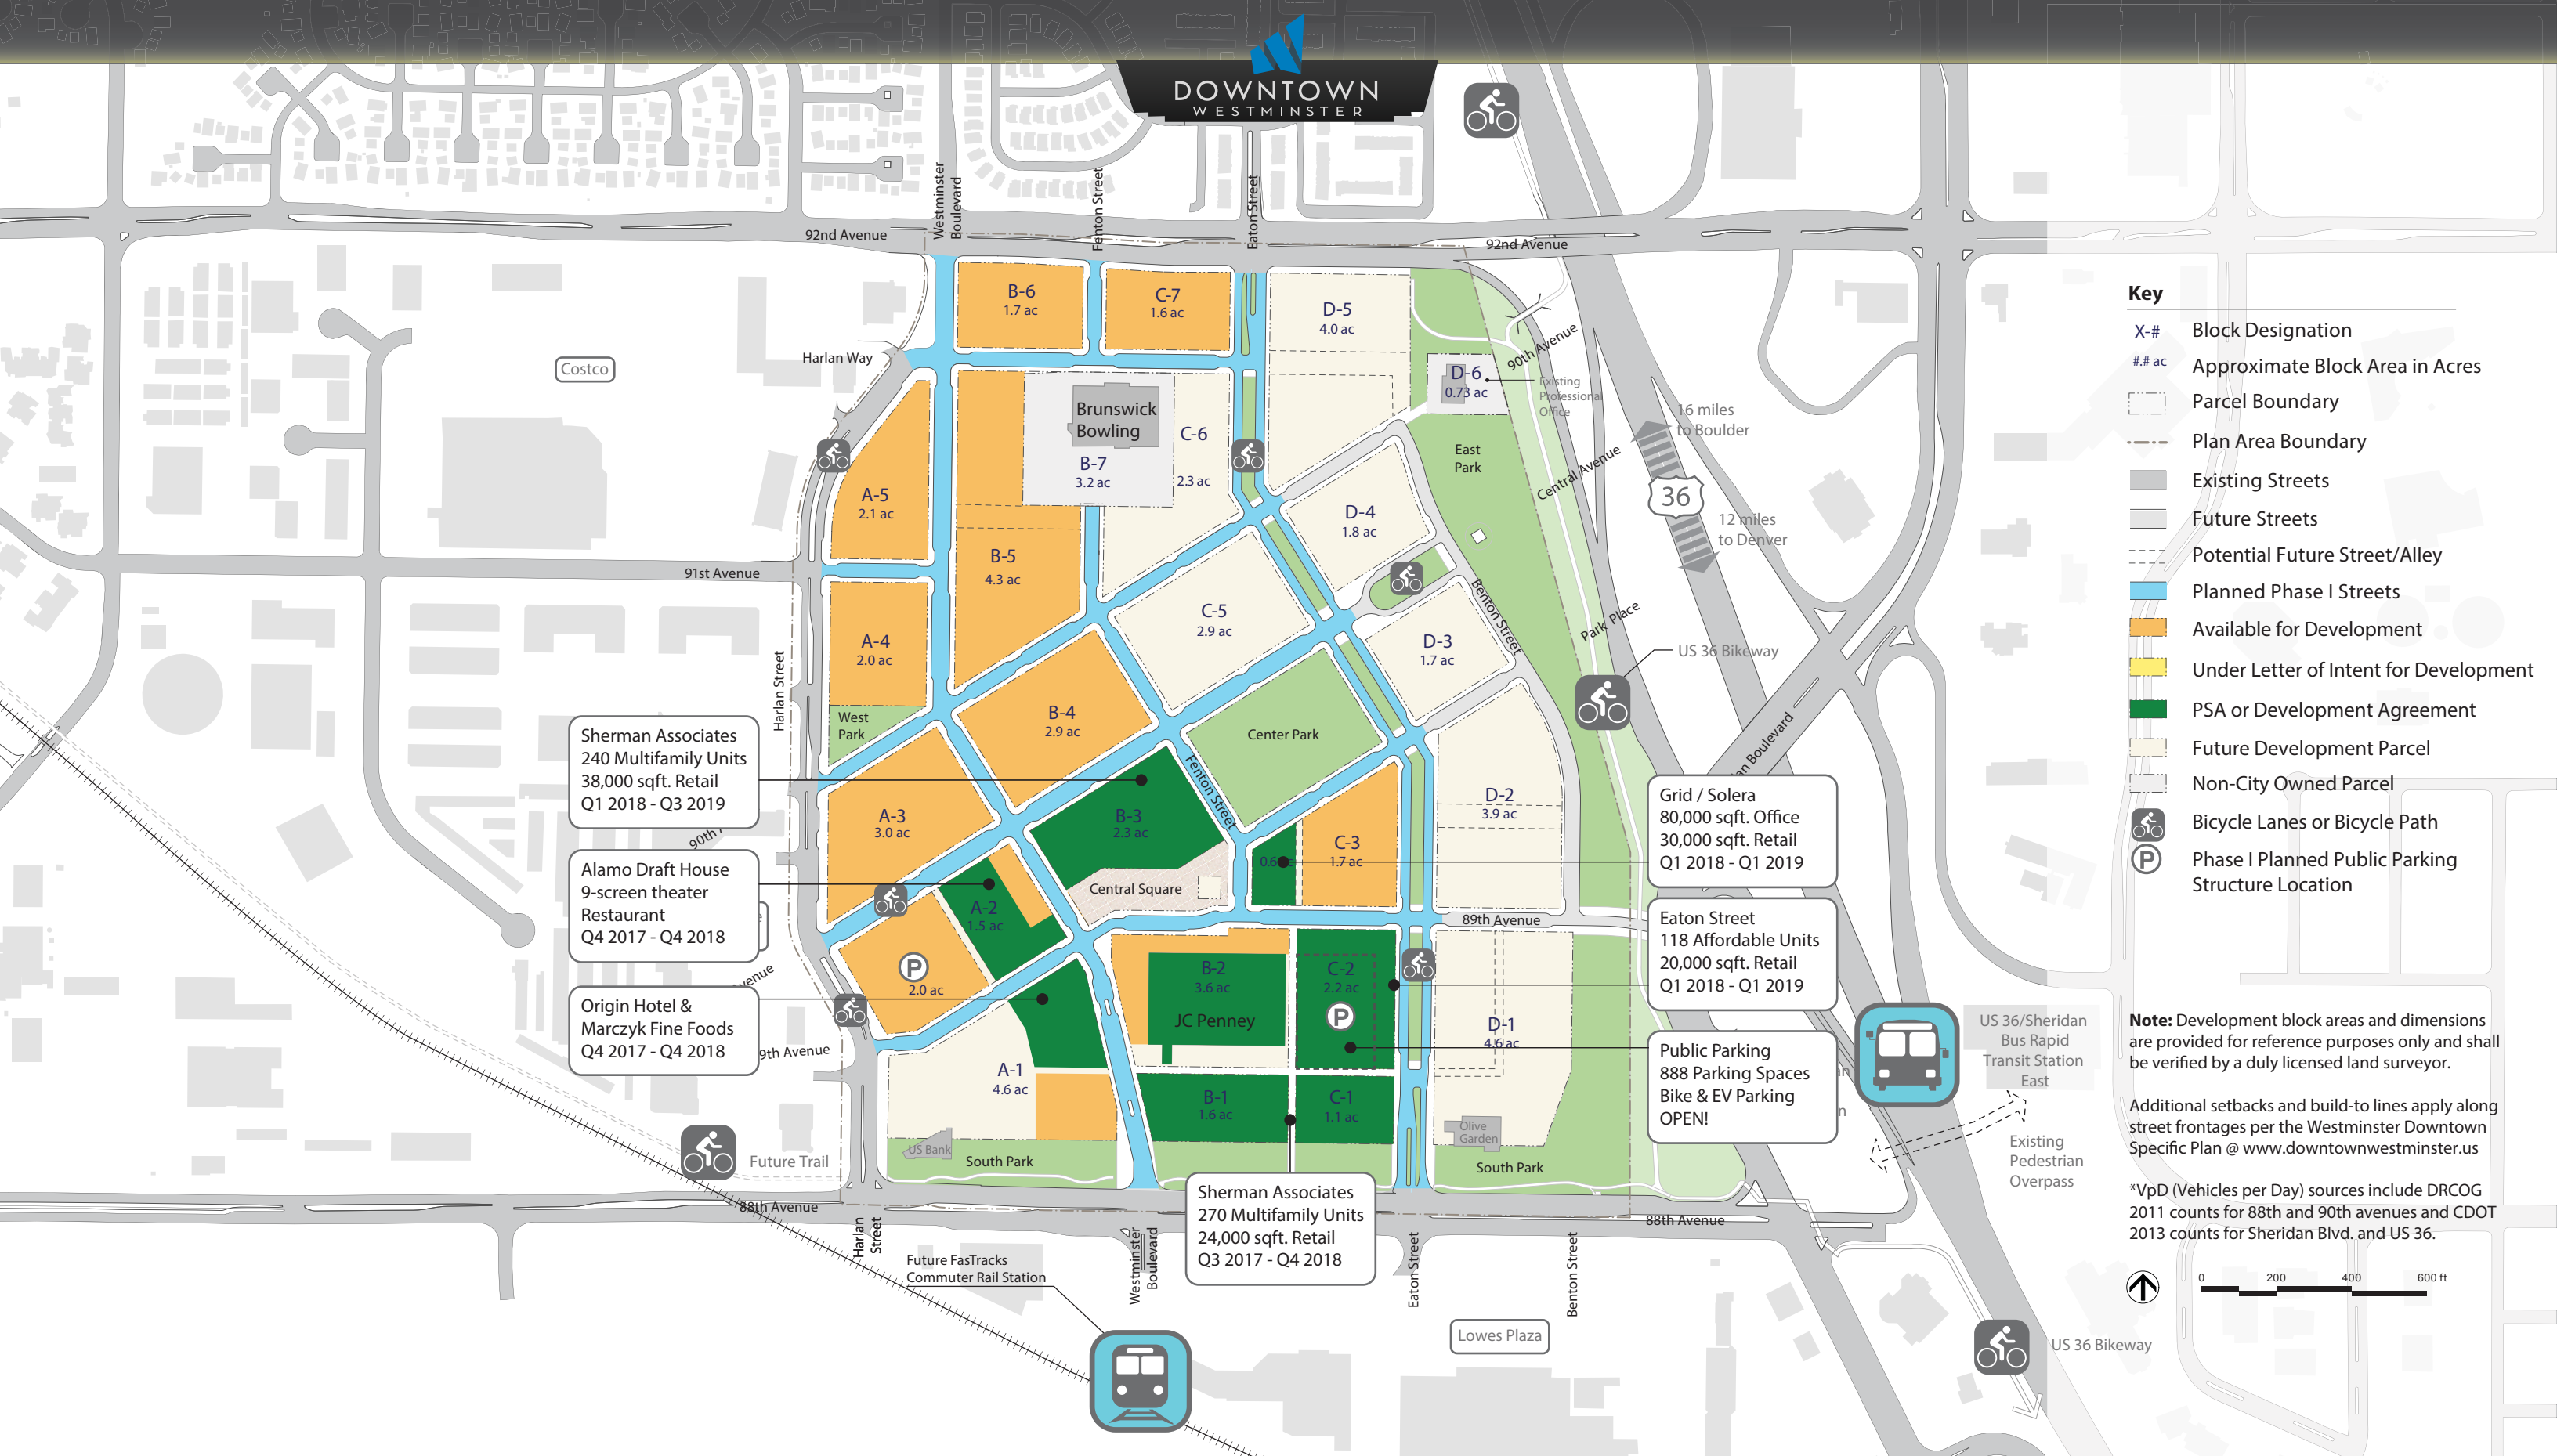 DOWNTOWN
WESTMINSTER
Westminster
Boulevard
Fenton Street
Eaton Street
92nd Avenue
92nd Avenue
B-6
1.7 ac
C-7
1.6 ac
D-5
4.0 ac
Harlan Way
90th Avenue
D-6
0.73 ac
Existing
Professional
Office
Costco
Brunswick
Bowling
C-6
2.3 ac
B-7
3.2 ac
16 miles
to Boulder
East
Park
Central Avenue
36
A-5
2.1 ac
D-4
1.8 ac
12 miles
to Denver
B-5
4.3 ac
91st Avenue
Benton Street
C-5
2.9 ac
Park Place
A-4
2.0 ac
D-3
1.7 ac
US 36 Bikeway
Harlan Street
West
Park
B-4
2.9 ac
Center Park
an Boulevard
Sherman Associates
240 Multifamily Units
38,000 sqft. Retail
Q1 2018 - Q3 2019
Fenton Street
A-3
3.0 ac
B-3
2.3 ac
D-2
3.9 ac
Grid / Solera
80,000 sqft. Office
30,000 sqft. Retail
Q1 2018 - Q1 2019
90th
C-3
1.7 ac
0.6
Alamo Draft House
9-screen theater
Restaurant
Q4 2017 - Q4 2018
Central Square
A-2
1.5 ac
89th Avenue
Eaton Street
118 Affordable Units
20,000 sqft. Retail
Q1 2018 - Q1 2019
P
2.0 ac
B-2
3.6 ac
JC Penney
C-2
2.2 ac
P
venue
Origin Hotel &
Marczyk Fine Foods
Q4 2017 - Q4 2018
9th Avenue
D-1
4.6 ac
Public Parking
888 Parking Spaces
Bike & EV Parking
OPEN!
A-1
4.6 ac
B-1
1.6 ac
C-1
1.1 ac
US 36/Sheridan
Bus Rapid
Transit Station
East
US Bank
South Park
Olive
Garden
South Park
Future Trail
Existing
Pedestrian
Overpass
Sherman Associates
270 Multifamily Units
24,000 sqft. Retail
Q3 2017 - Q4 2018
88th Avenue
88th Avenue
Harlan
Street
Westminster
Boulevard
Eaton Street
Benton Street
Future FasTracks
Commuter Rail Station
Lowes Plaza
US 36 Bikeway
Key
X-#
Block Designation
#.# ac
Approximate Block Area in Acres
Parcel Boundary
Plan Area Boundary
Existing Streets
Future Streets
Potential Future Street/Alley
Planned Phase I Streets
Available for Development
Under Letter of Intent for Development
PSA or Development Agreement
Future Development Parcel
Non-City Owned Parcel
Bicycle Lanes or Bicycle Path
P
Phase I Planned Public Parking
Structure Location
Note: Development block areas and dimensions
are provided for reference purposes only and shall
be verified by a duly licensed land surveyor.
Additional setbacks and build-to lines apply along
street frontages per the Westminster Downtown
Specific Plan @ www.downtownwestminster.us
*VpD (Vehicles per Day) sources include DRCOG
2011 counts for 88th and 90th avenues and CDOT
2013 counts for Sheridan Blvd. and US 36.
0 200 400 600 ft